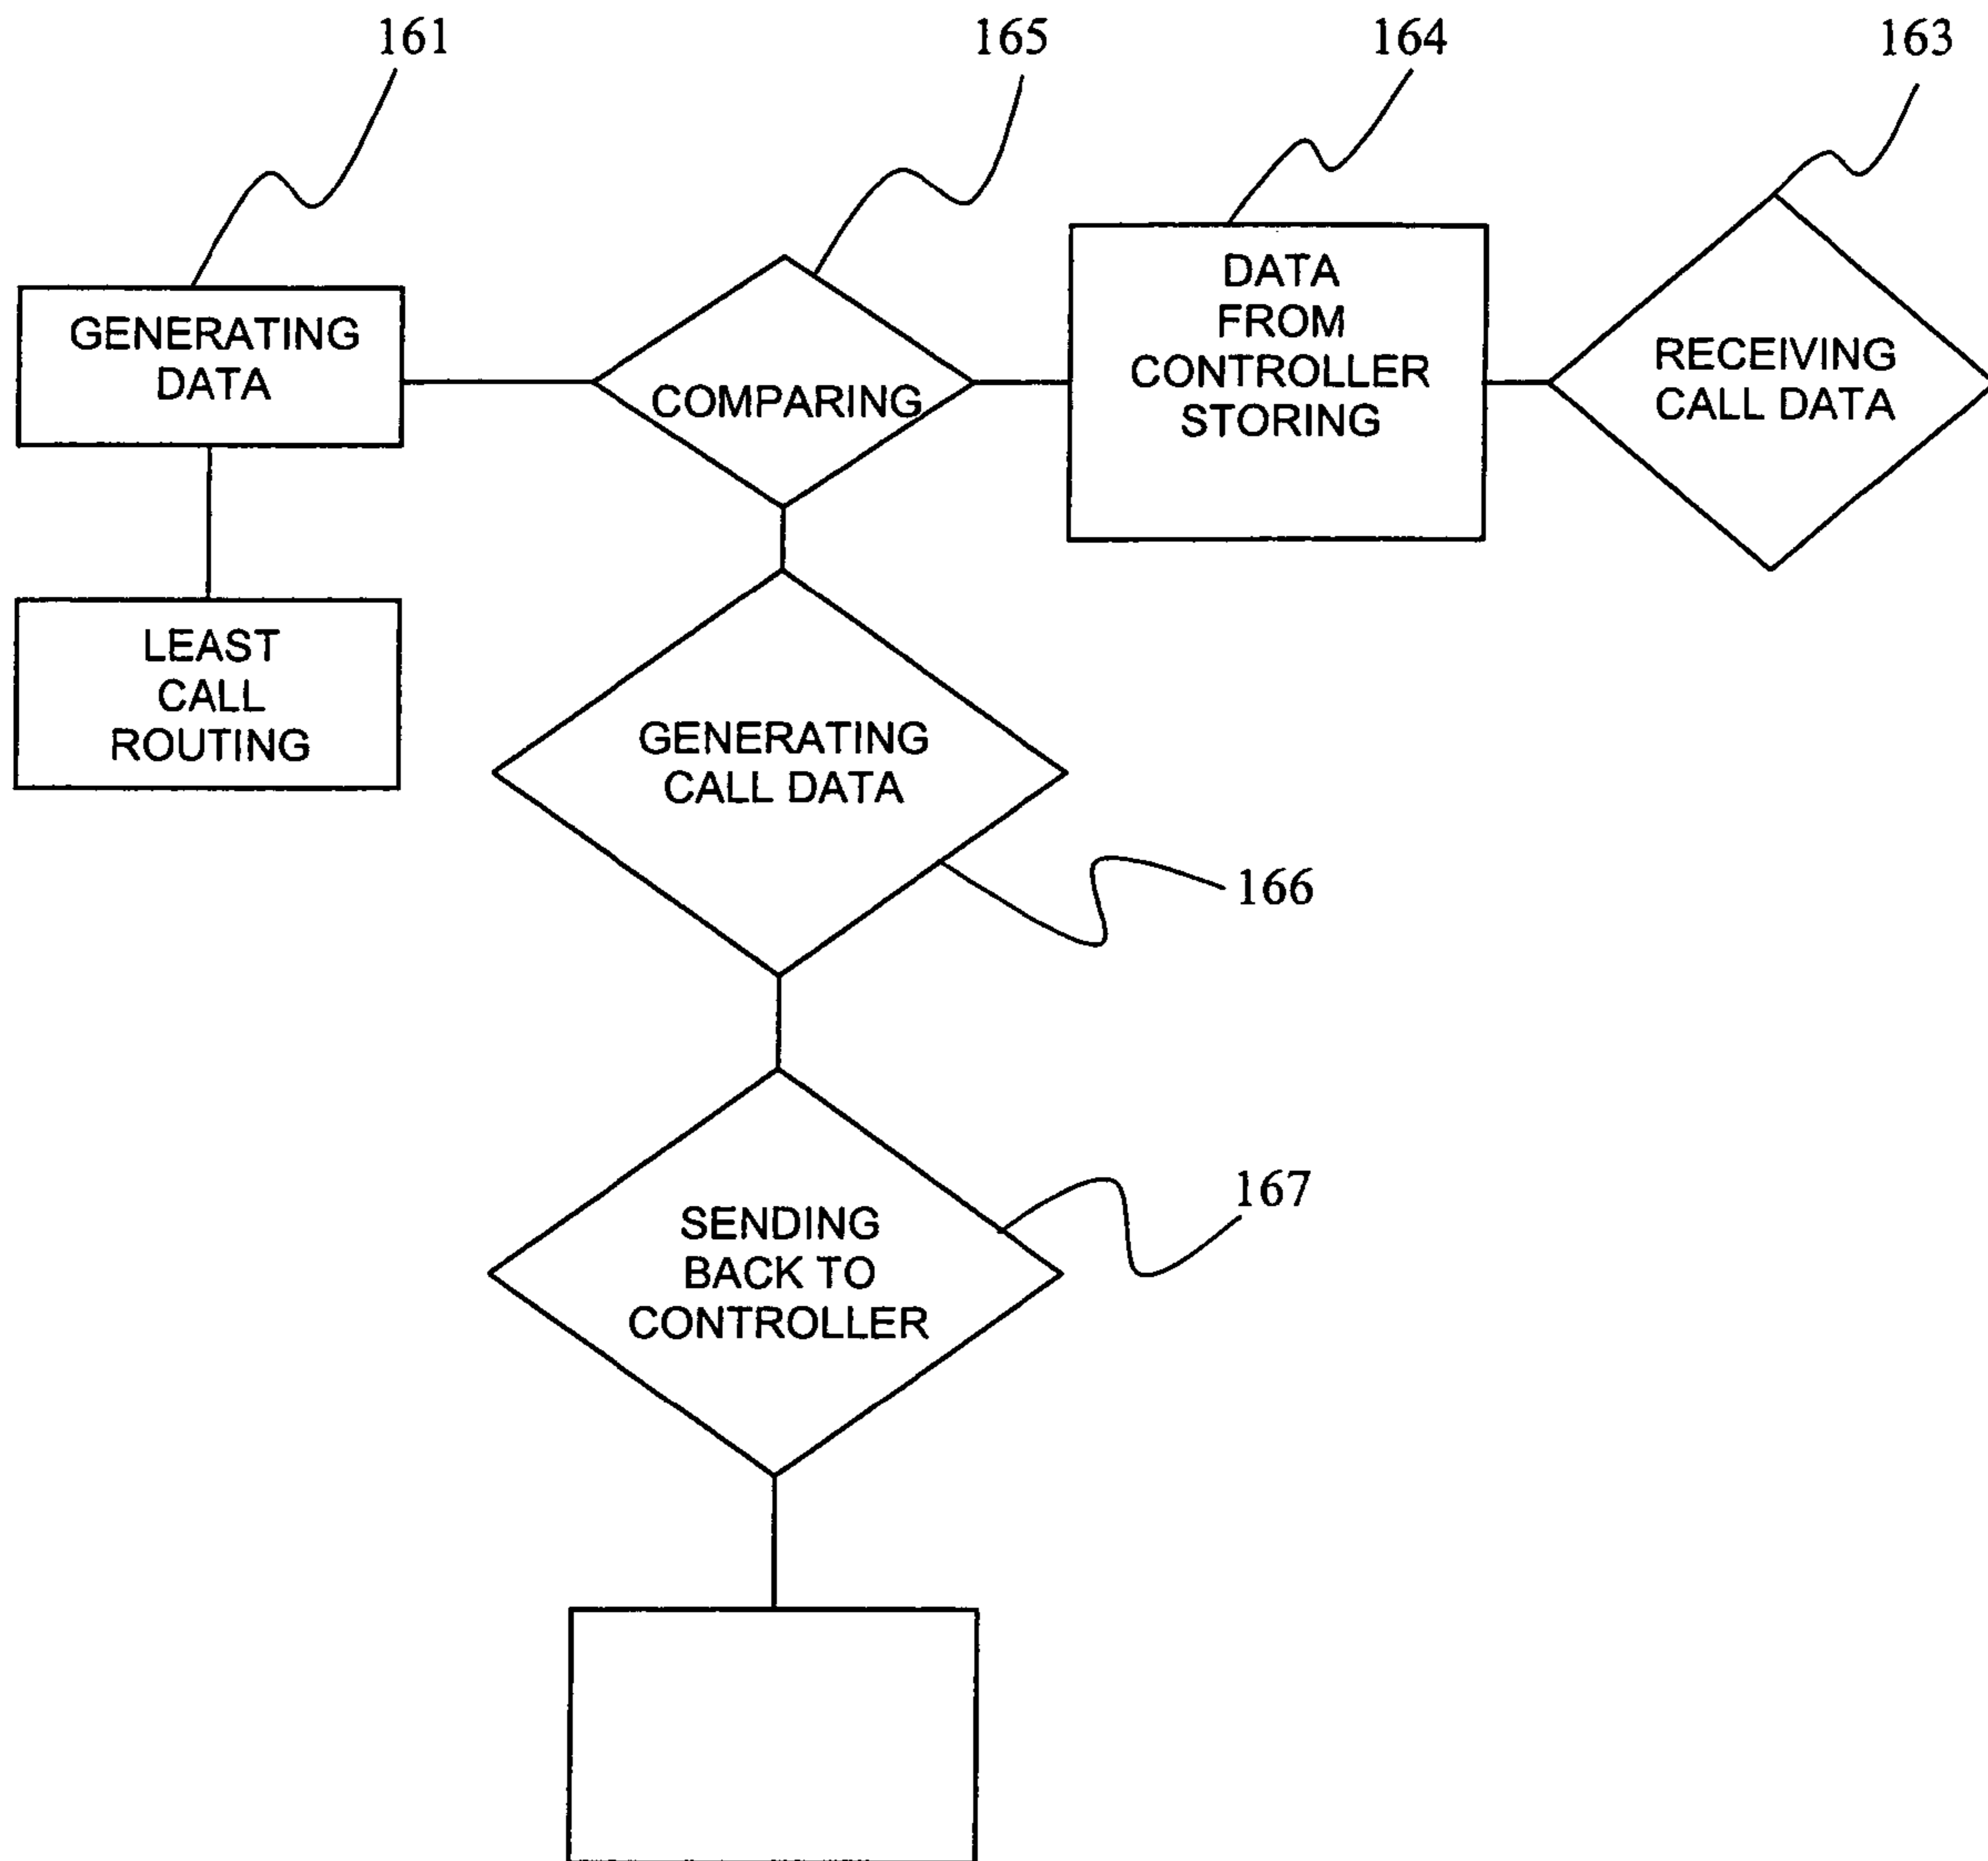 161
165
164
163
GENERATING
DATA
COMPARING
DATA
FROM
CONTROLLER
STORING
RECEIVING
CALL DATA
LEAST
CALL
ROUTING
GENERATING
CALL DATA
166
SENDING
BACK TO
CONTROLLER
167